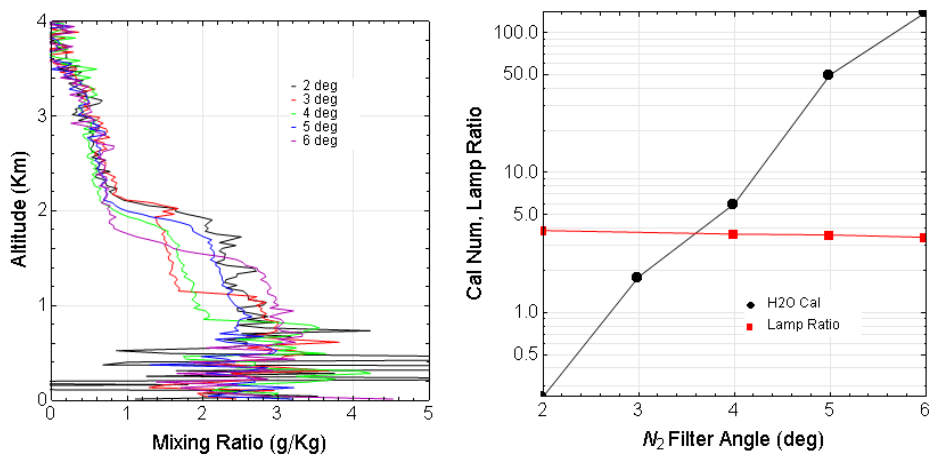 4
3
2
1
0
Altitude (Km)
2 deg
3 deg
4 deg
5 deg
6 deg
0 1 2 3 4 5
Mixing Ratio (g/Kg)
100.0
50.0
10.0
5.0
1.0
0.5
Cal Num, Lamp Ratio
H2O Cal
Lamp Ratio
2 3 4 5 6
N₂ Filter Angle (deg)